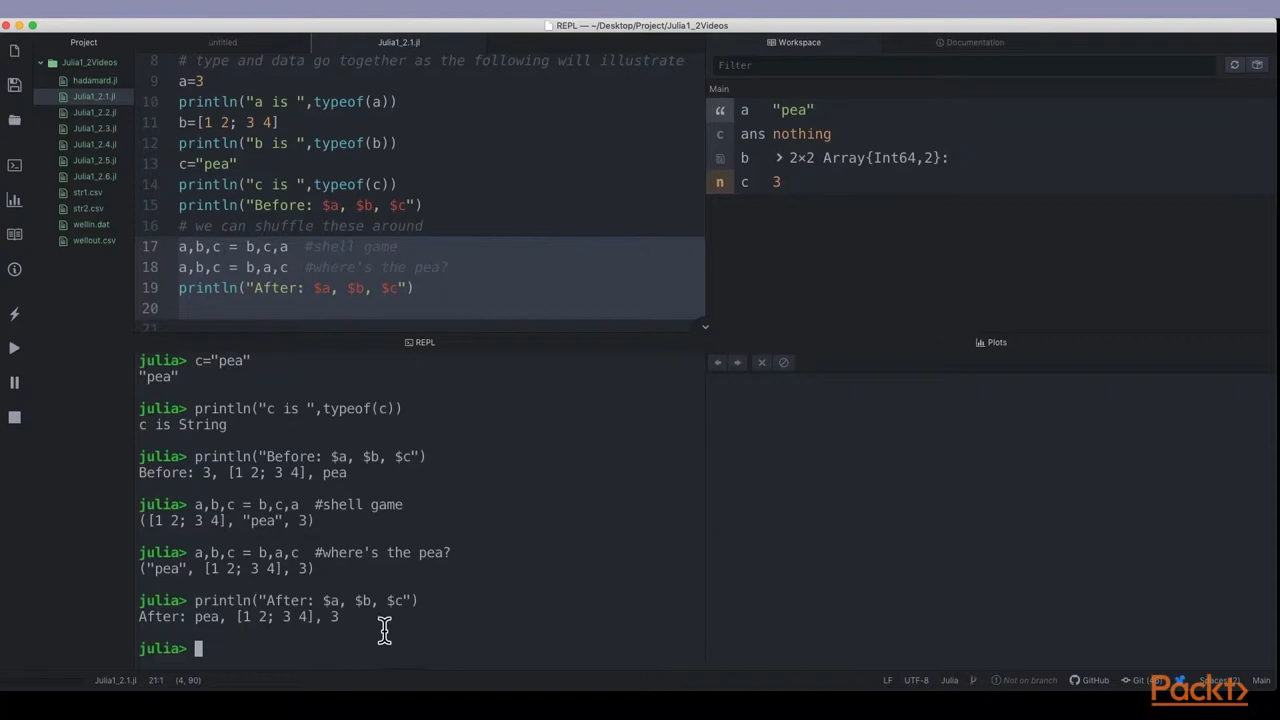 REPL — ~/Desktop/Project/Julia1_2Videos
Project
untitled
Julia1_2.1.jl
Workspace
Documentation
Julia1_2Videos
hadamard.jl
Julia1_2.1.jl
Julia1_2.2.jl
Julia1_2.3.jl
Julia1_2.4.jl
Julia1_2.5.jl
Julia1_2.6.jl
str1.csv
str2.csv
wellin.dat
wellout.csv
8 # type and data go together as the following will illustrate
9 a=3
10 println("a is ",typeof(a))
11 b=[1 2; 3 4]
12 println("b is ",typeof(b))
13 c="pea"
14 println("c is ",typeof(c))
15 println("Before: $a, $b, $c")
16 # we can shuffle these around
17 a,b,c = b,c,a  #shell game
18 a,b,c = b,a,c  #where's the pea?
19 println("After: $a, $b, $c")
20
21
Filter
Main
“ a "pea"
c ans nothing
b > 2×2 Array{Int64,2}:
n c 3
REPL
Plots
julia> c="pea"
"pea"
julia> println("c is ",typeof(c))
c is String
julia> println("Before: $a, $b, $c")
Before: 3, [1 2; 3 4], pea
julia> a,b,c = b,c,a  #shell game
([1 2; 3 4], "pea", 3)
julia> a,b,c = b,a,c  #where's the pea?
("pea", [1 2; 3 4], 3)
julia> println("After: $a, $b, $c")
After: pea, [1 2; 3 4], 3
julia>
Julia1_2.1.jl 21:1 (4, 90)
LF UTF-8 Julia Not on branch GitHub Git Main
Packt>